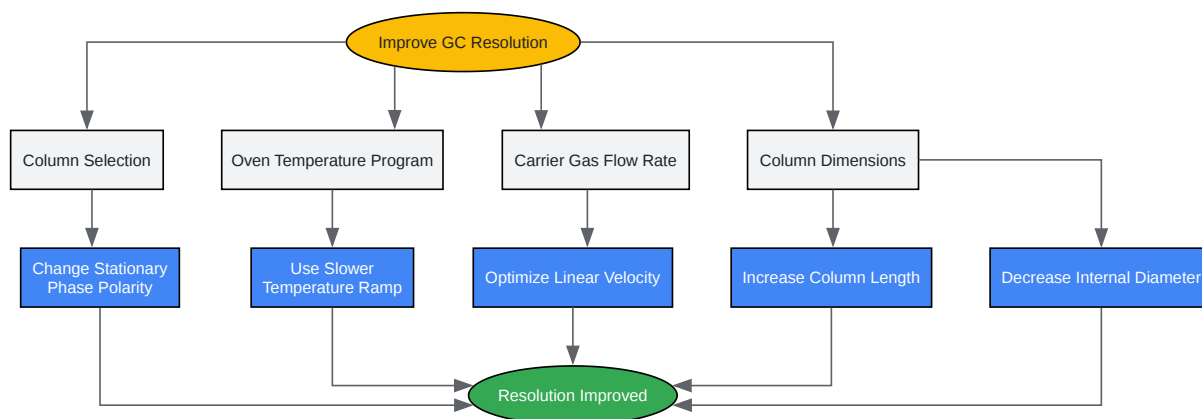 Improve GC Resolution
Column Selection
Oven Temperature Program
Carrier Gas Flow Rate
Column Dimensions
Change Stationary
Phase Polarity
Use Slower
Temperature Ramp
Optimize Linear Velocity
Increase Column Length
Decrease Internal Diameter
Resolution Improved